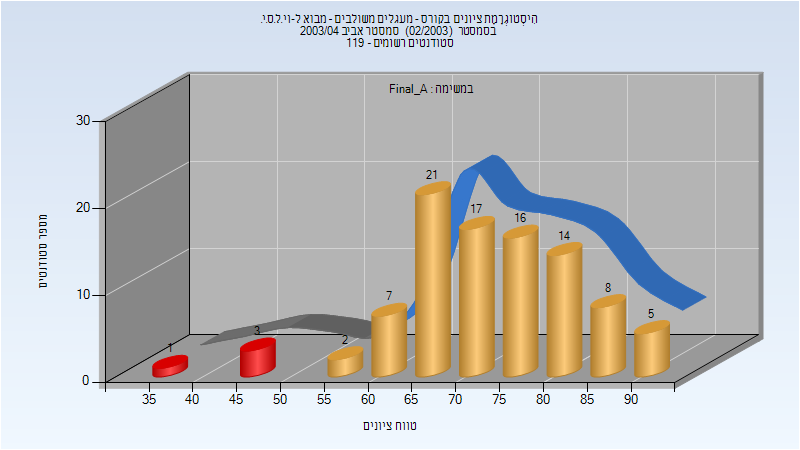 הִיסְטוֹגְרָמַת ציונים בקורס - מעגלים משולבים - מבוא ל-וי.ל.ס.י.
בסמסטר (02/2003) סמסטר אביב 2003/04
סטודנטים רשומים - 119
במשימה : Final_A
מספר סטודנטים
30
20
10
0
1
3
2
7
21
17
16
14
8
5
35 40 45 50 55 60 65 70 75 80 85 90
טווח ציונים